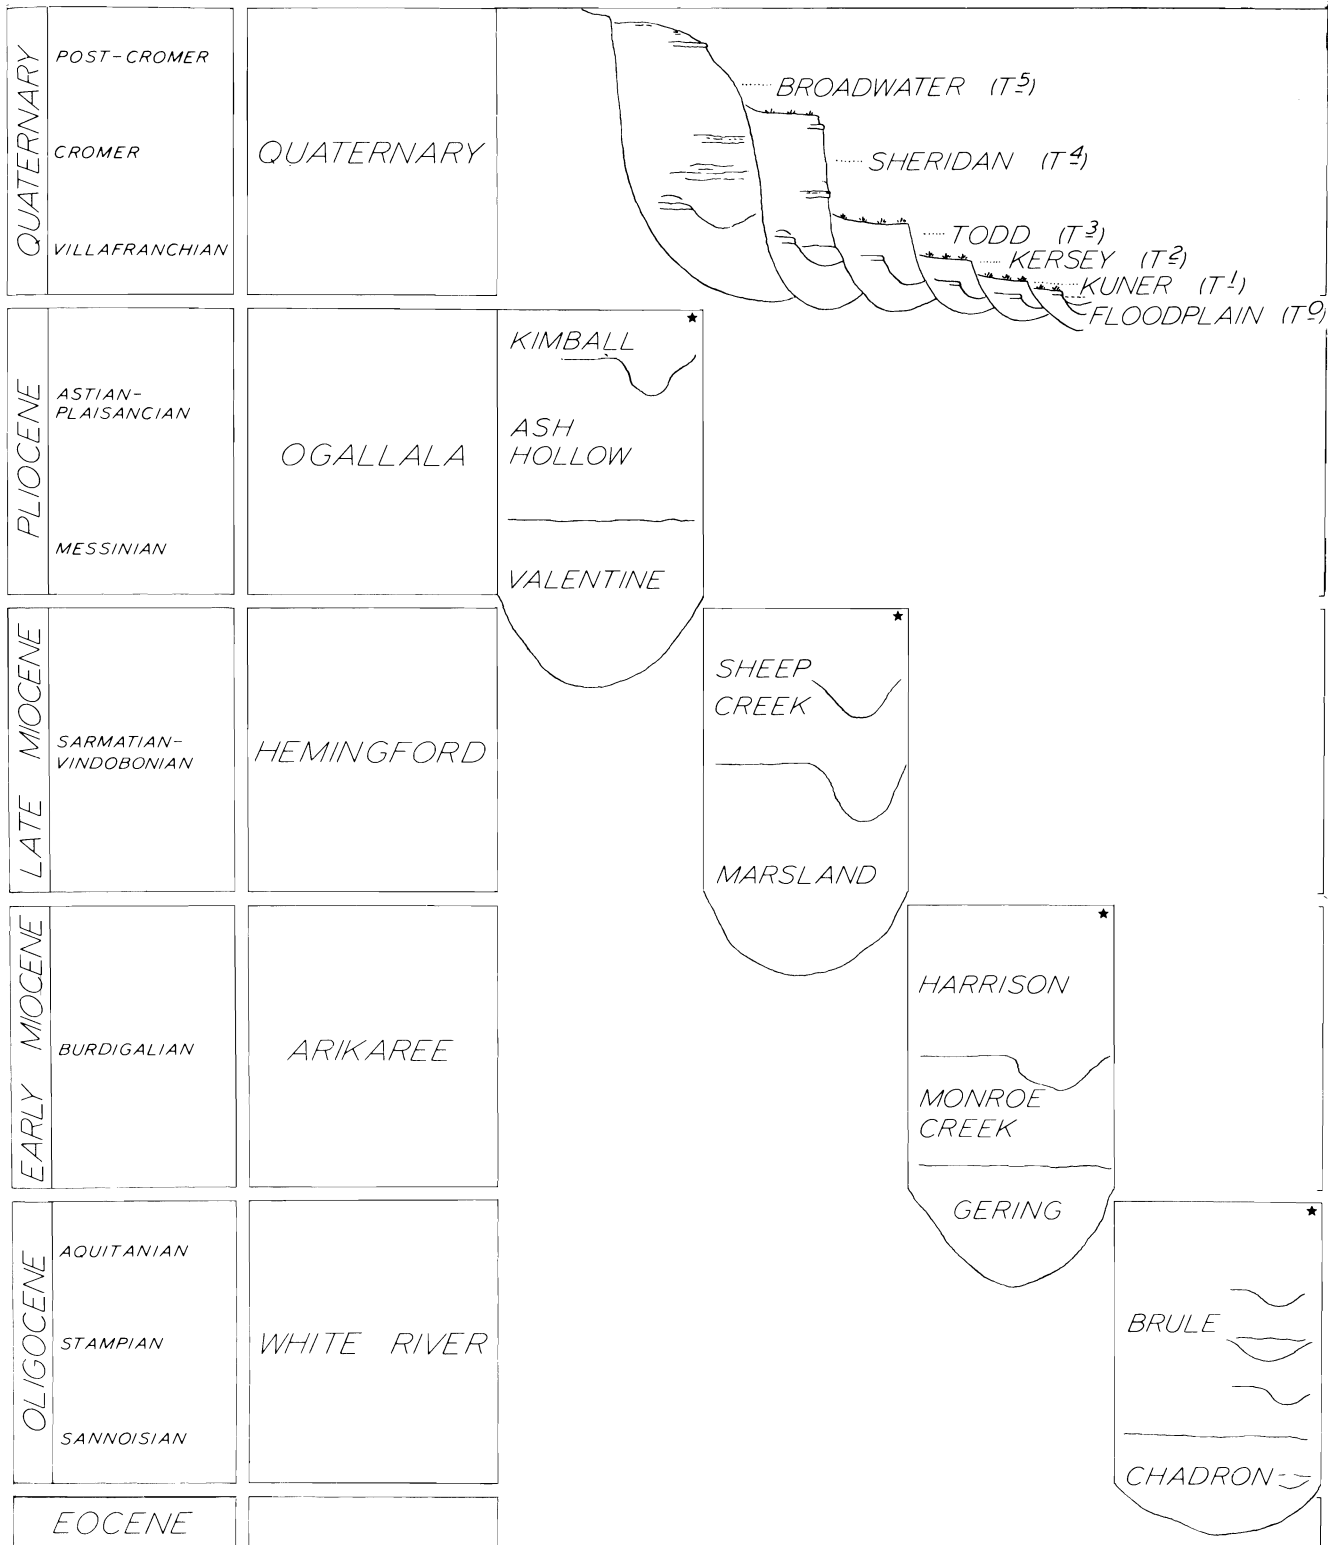 QUATERNARY
POST-CROMER
CROMER
VILLAFRANCHIAN
QUATERNARY
BROADWATER (T5)
SHERIDAN (T4)
TODD (T3)
KERSEY (T2)
KUNER (T1)
FLOODPLAIN (T0)
PLIOCENE
ASTIAN-
PLAISANCIAN
MESSINIAN
OGALLALA
KIMBALL
ASH
HOLLOW
VALENTINE
LATE MIOCENE
SARMATIAN-
VINDOBONIAN
HEMINGFORD
SHEEP
CREEK
MARSLAND
EARLY MIOCENE
BURDIGALIAN
ARIKAREE
HARRISON
MONROE
CREEK
GERING
OLIGOCENE
AQUITANIAN
STAMPIAN
SANNOISIAN
WHITE RIVER
BRULE
CHADRON
EOCENE